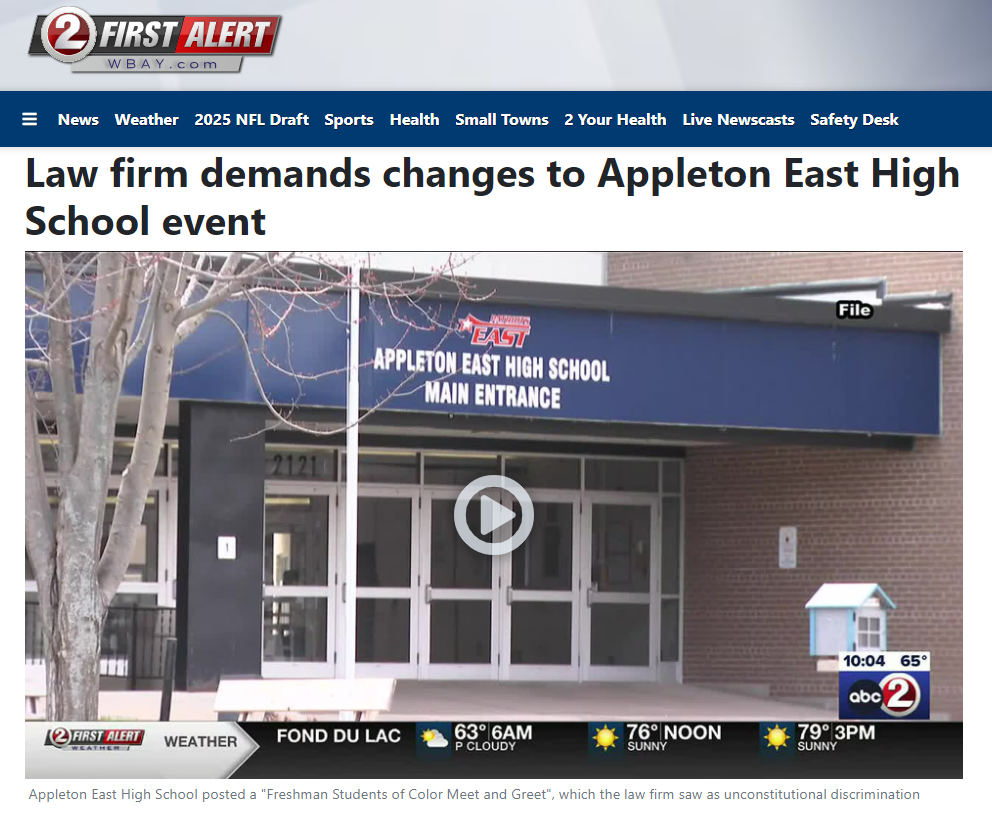 2 FIRST ALERT
WBAY.com
News Weather 2025 NFL Draft Sports Health Small Towns 2 Your Health Live Newscasts Safety Desk
Law firm demands changes to Appleton East High
School event
File
PATRIOTS
EAST
APPLETON EAST HIGH SCHOOL
MAIN ENTRANCE
2121
1
10:04 65°
abc 2
2 FIRST ALERT
WEATHER
WEATHER
FOND DU LAC
63° 6AM
P CLOUDY
76° NOON
SUNNY
79° 3PM
SUNNY
Appleton East High School posted a "Freshman Students of Color Meet and Greet", which the law firm saw as unconstitutional discrimination